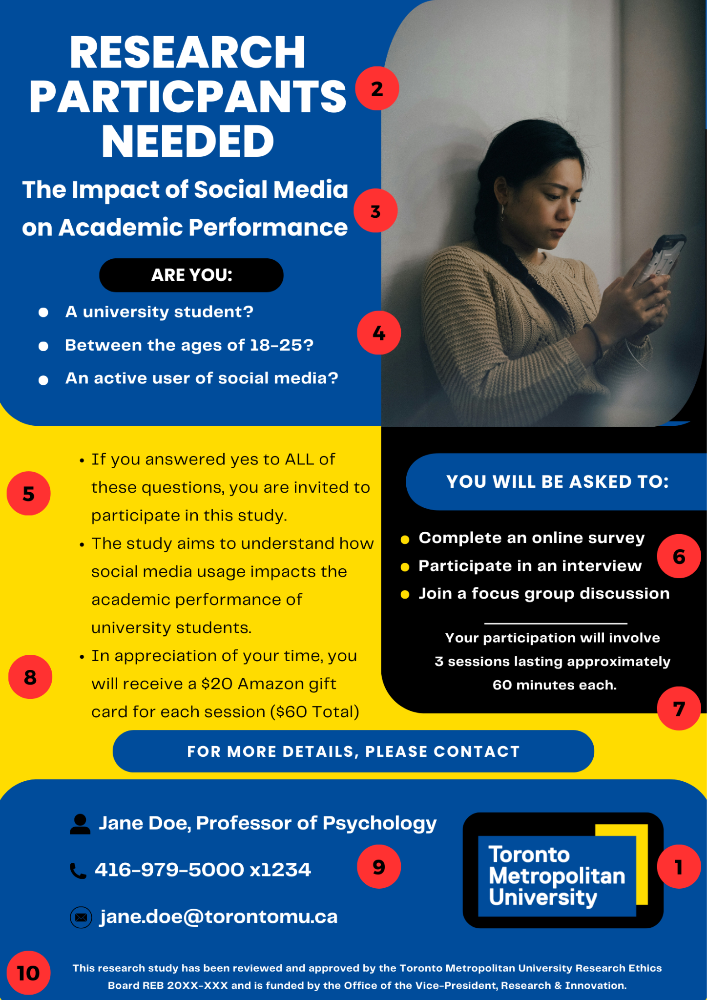 RESEARCH
PARTICPANTS
NEEDED
2
The Impact of Social Media
on Academic Performance
3
ARE YOU:
A university student?
Between the ages of 18-25?
An active user of social media?
4
5
If you answered yes to ALL of
these questions, you are invited to
participate in this study.
The study aims to understand how
social media usage impacts the
academic performance of
university students.
8
In appreciation of your time, you
will receive a $20 Amazon gift
card for each session ($60 Total)
YOU WILL BE ASKED TO:
Complete an online survey
Participate in an interview
Join a focus group discussion
6
Your participation will involve
3 sessions lasting approximately
60 minutes each.
7
FOR MORE DETAILS, PLEASE CONTACT
Jane Doe, Professor of Psychology
416-979-5000 x1234
jane.doe@torontomu.ca
9
Toronto
Metropolitan
University
1
10
This research study has been reviewed and approved by the Toronto Metropolitan University Research Ethics
Board REB 20XX-XXX and is funded by the Office of the Vice-President, Research & Innovation.